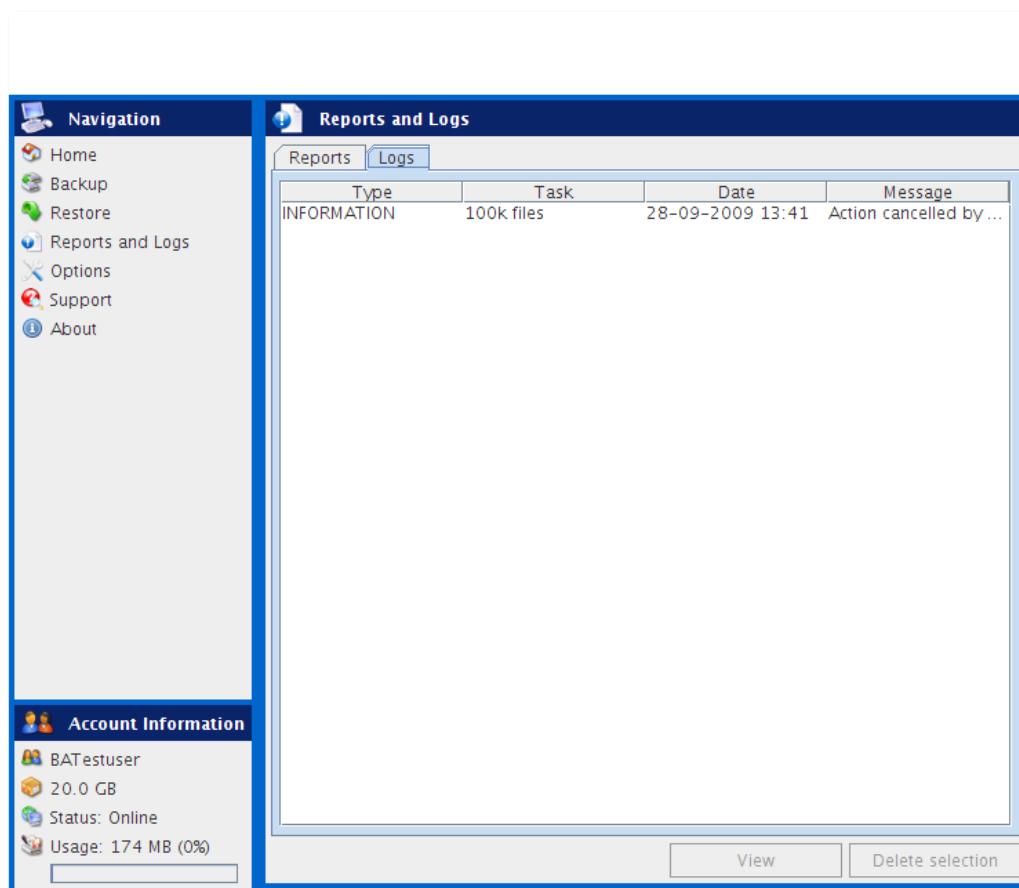 Navigation
Home
Backup
Restore
Reports and Logs
Options
Support
About
Account Information
BATestuser
20.0 GB
Status: Online
Usage: 174 MB (0%)
Reports and Logs
Reports Logs
Type Task Date Message
INFORMATION 100k files 28-09-2009 13:41 Action cancelled by ...
View Delete selection